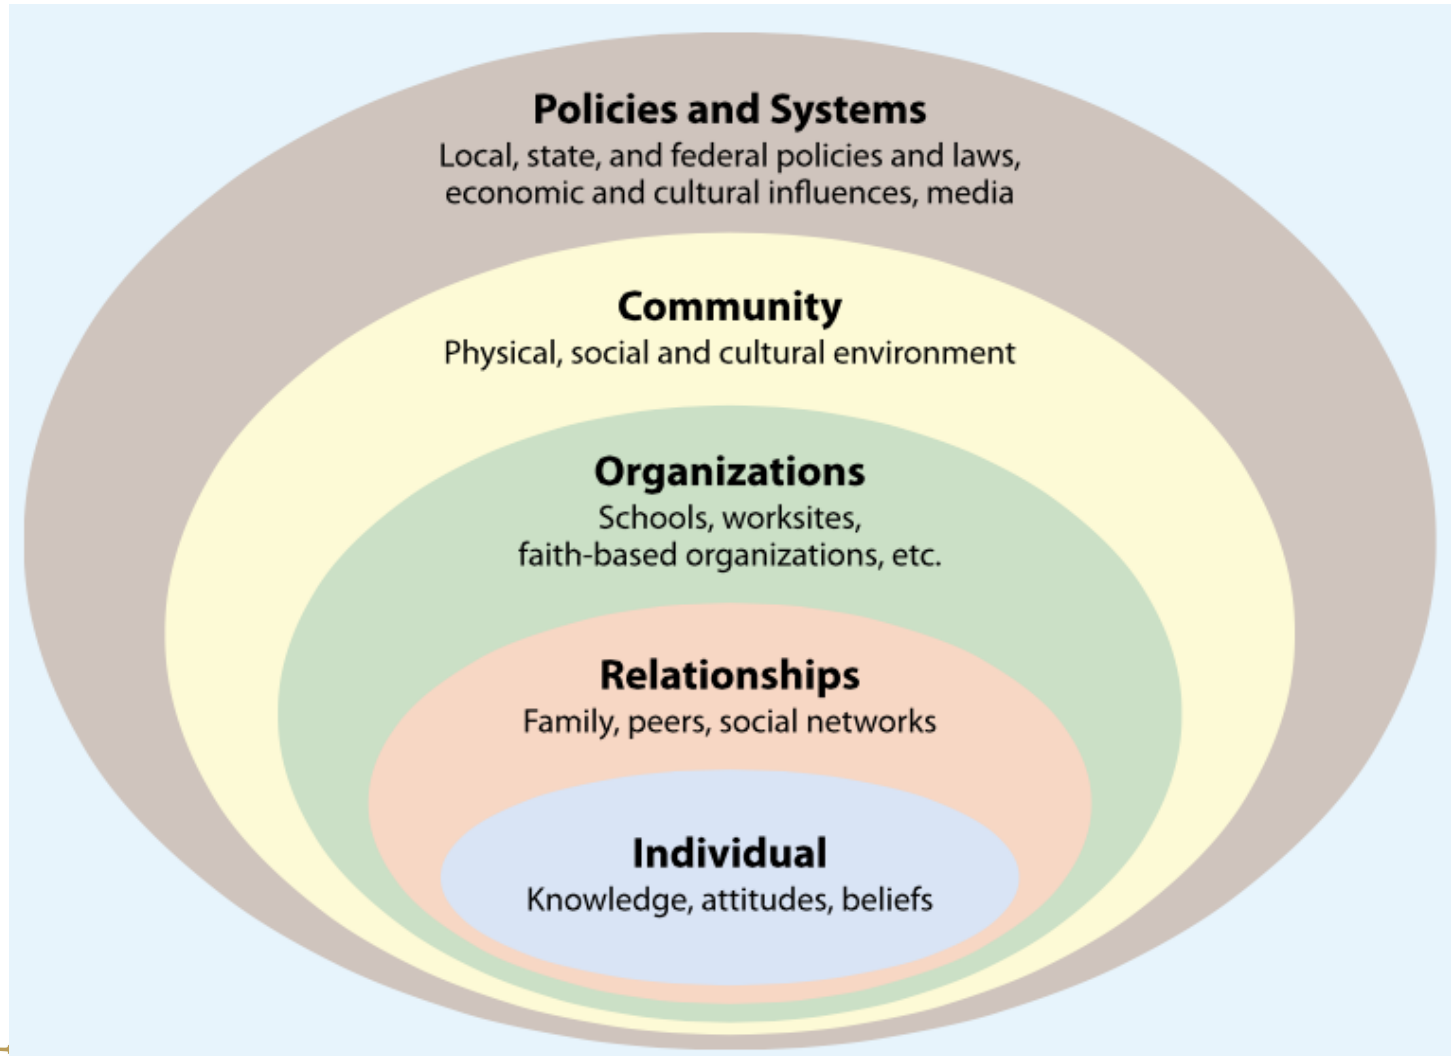 Policies and Systems
Local, state, and federal policies and laws,
economic and cultural influences, media
Community
Physical, social and cultural environment
Organizations
Schools, worksites,
faith-based organizations, etc.
Relationships
Family, peers, social networks
Individual
Knowledge, attitudes, beliefs